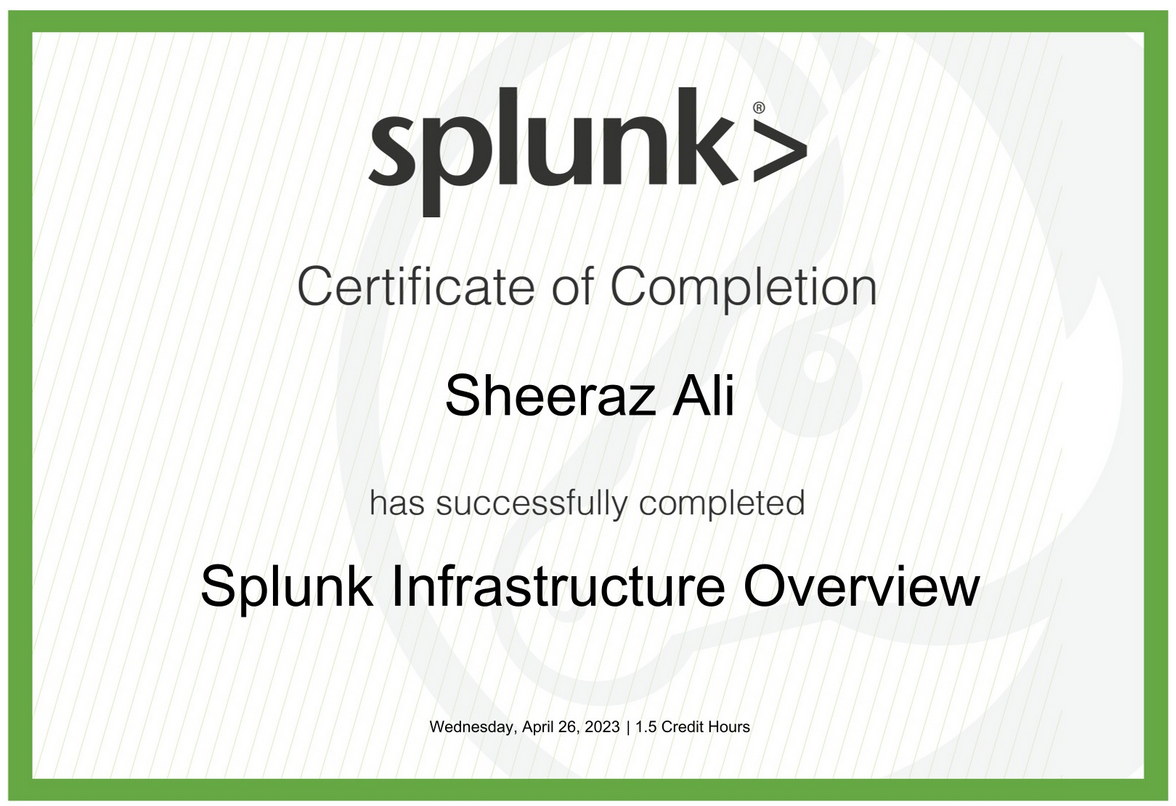 splunk>®
Certificate of Completion
Sheeraz Ali
has successfully completed
Splunk Infrastructure Overview
Wednesday, April 26, 2023 | 1.5 Credit Hours